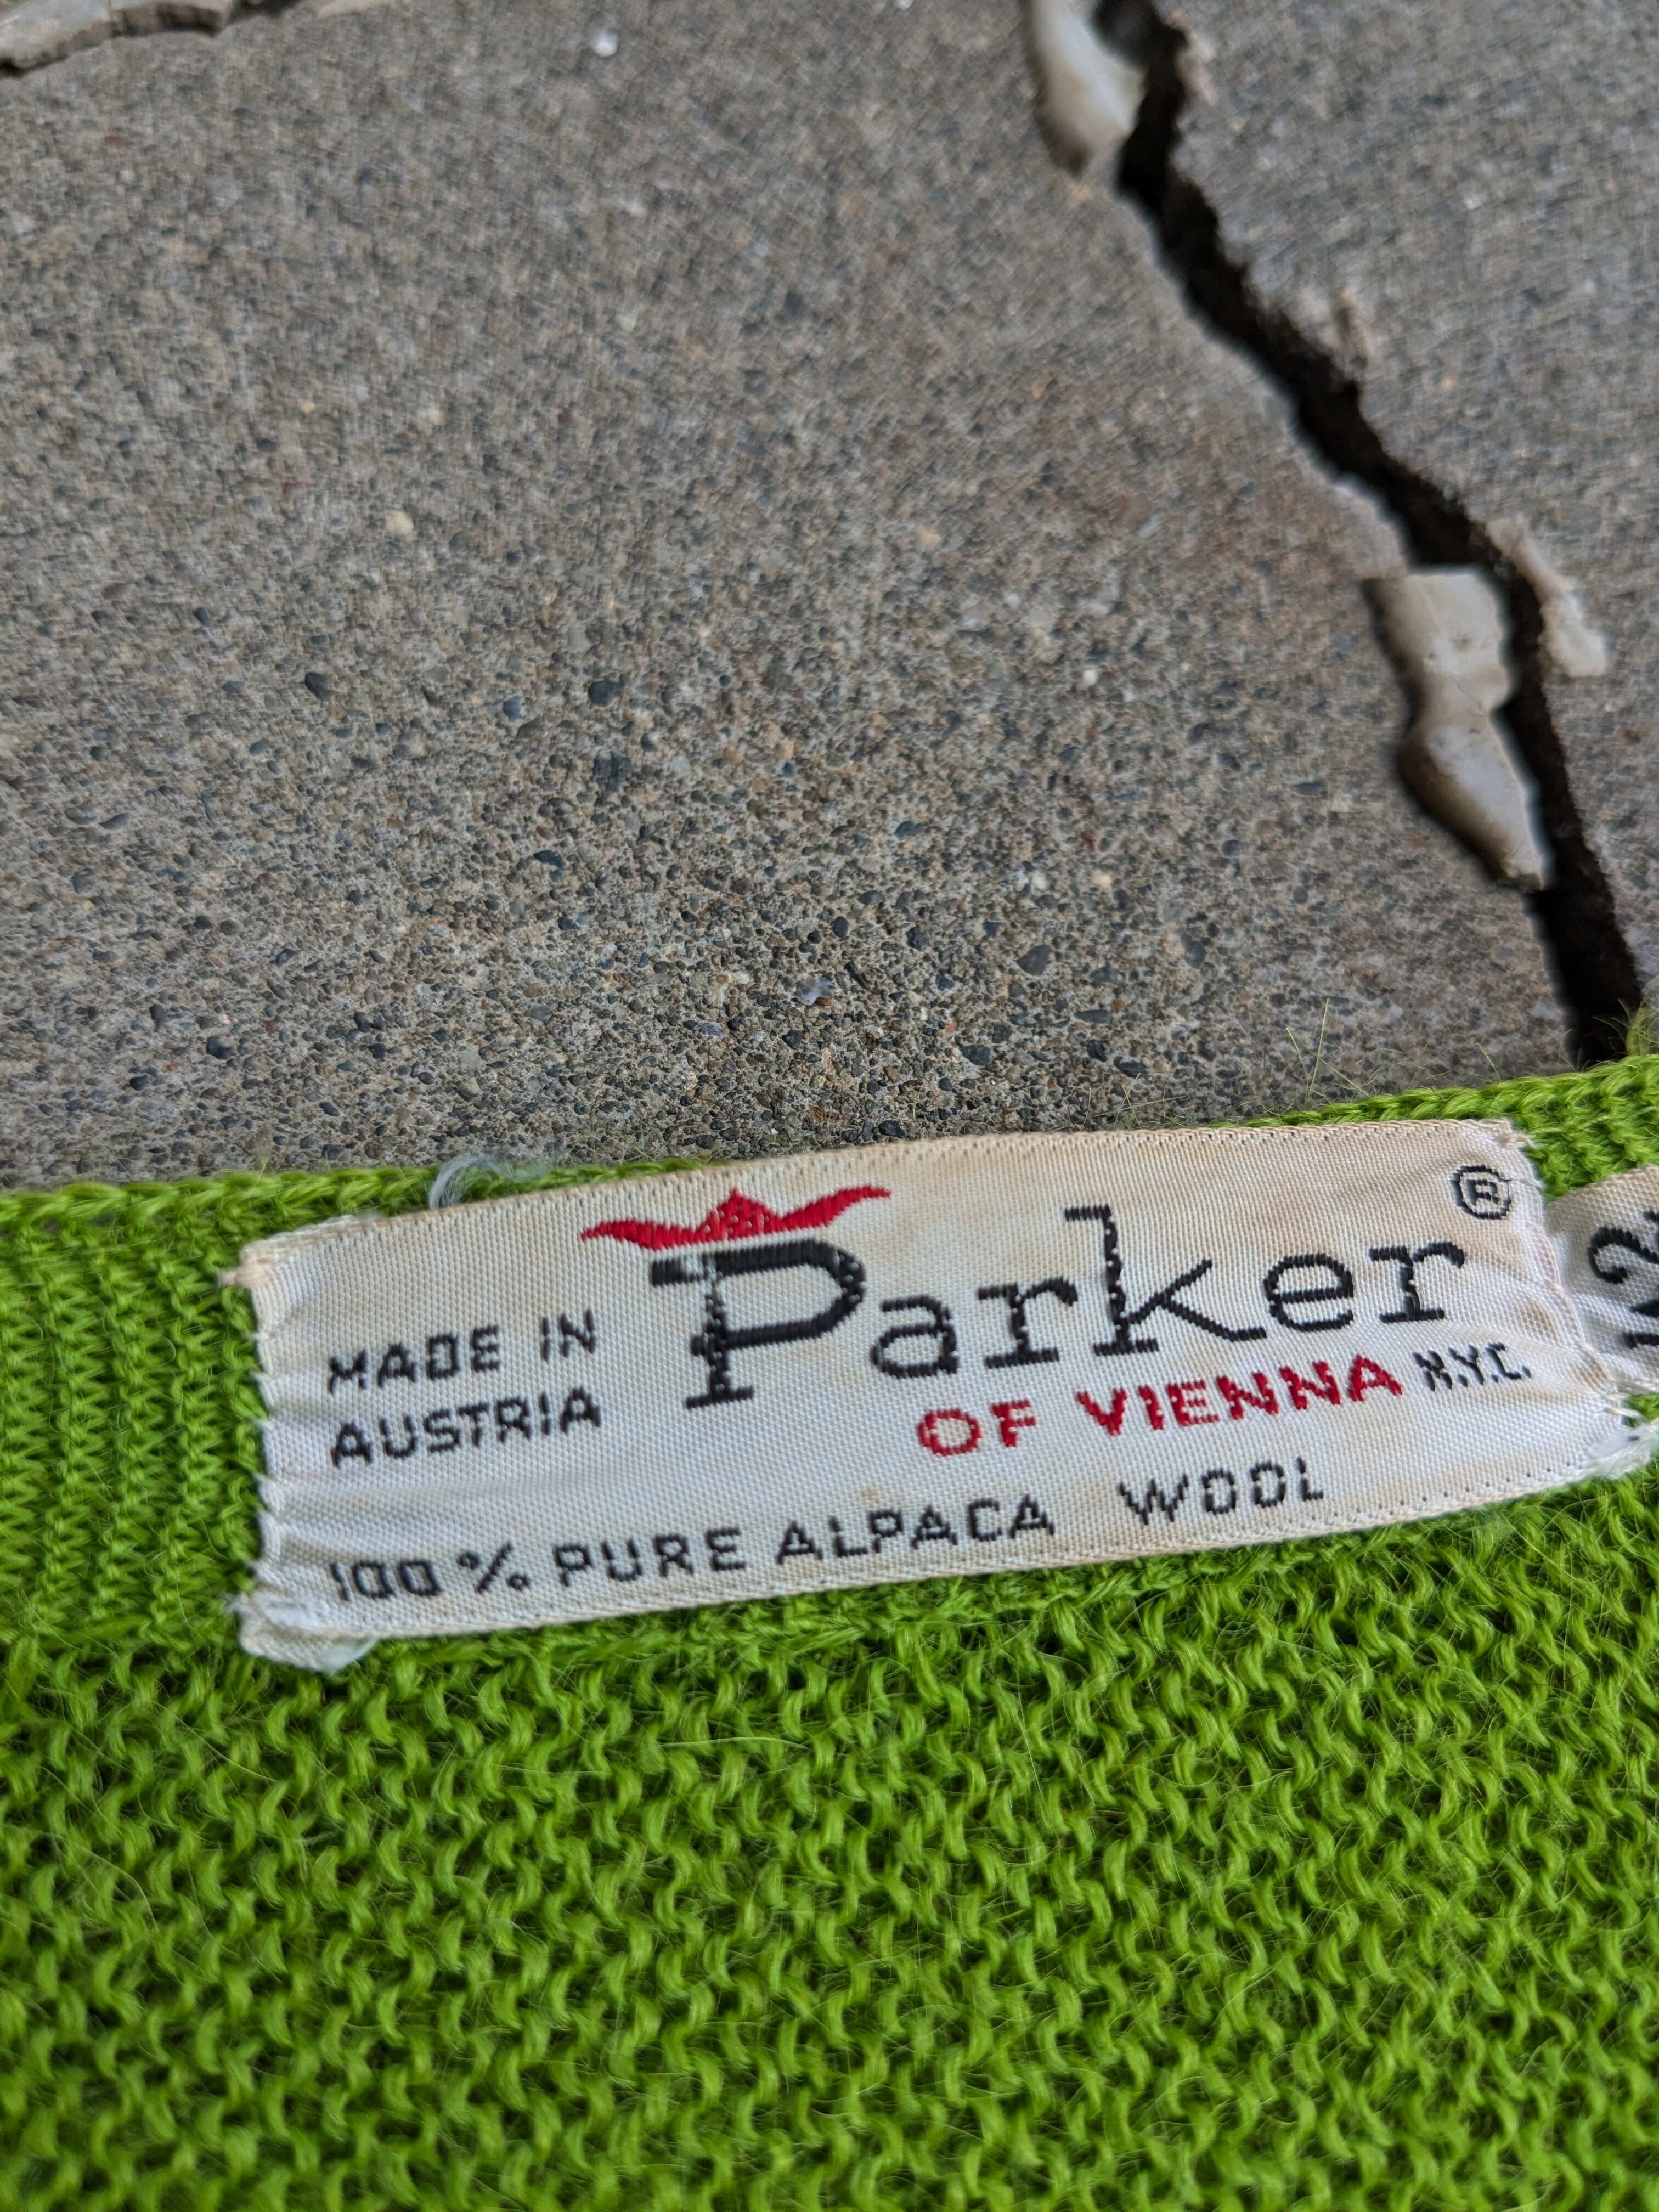 MADE IN
AUSTRIA
Parker ®
OF VIENNA N.Y.C.
100% PURE ALPACA WOOL